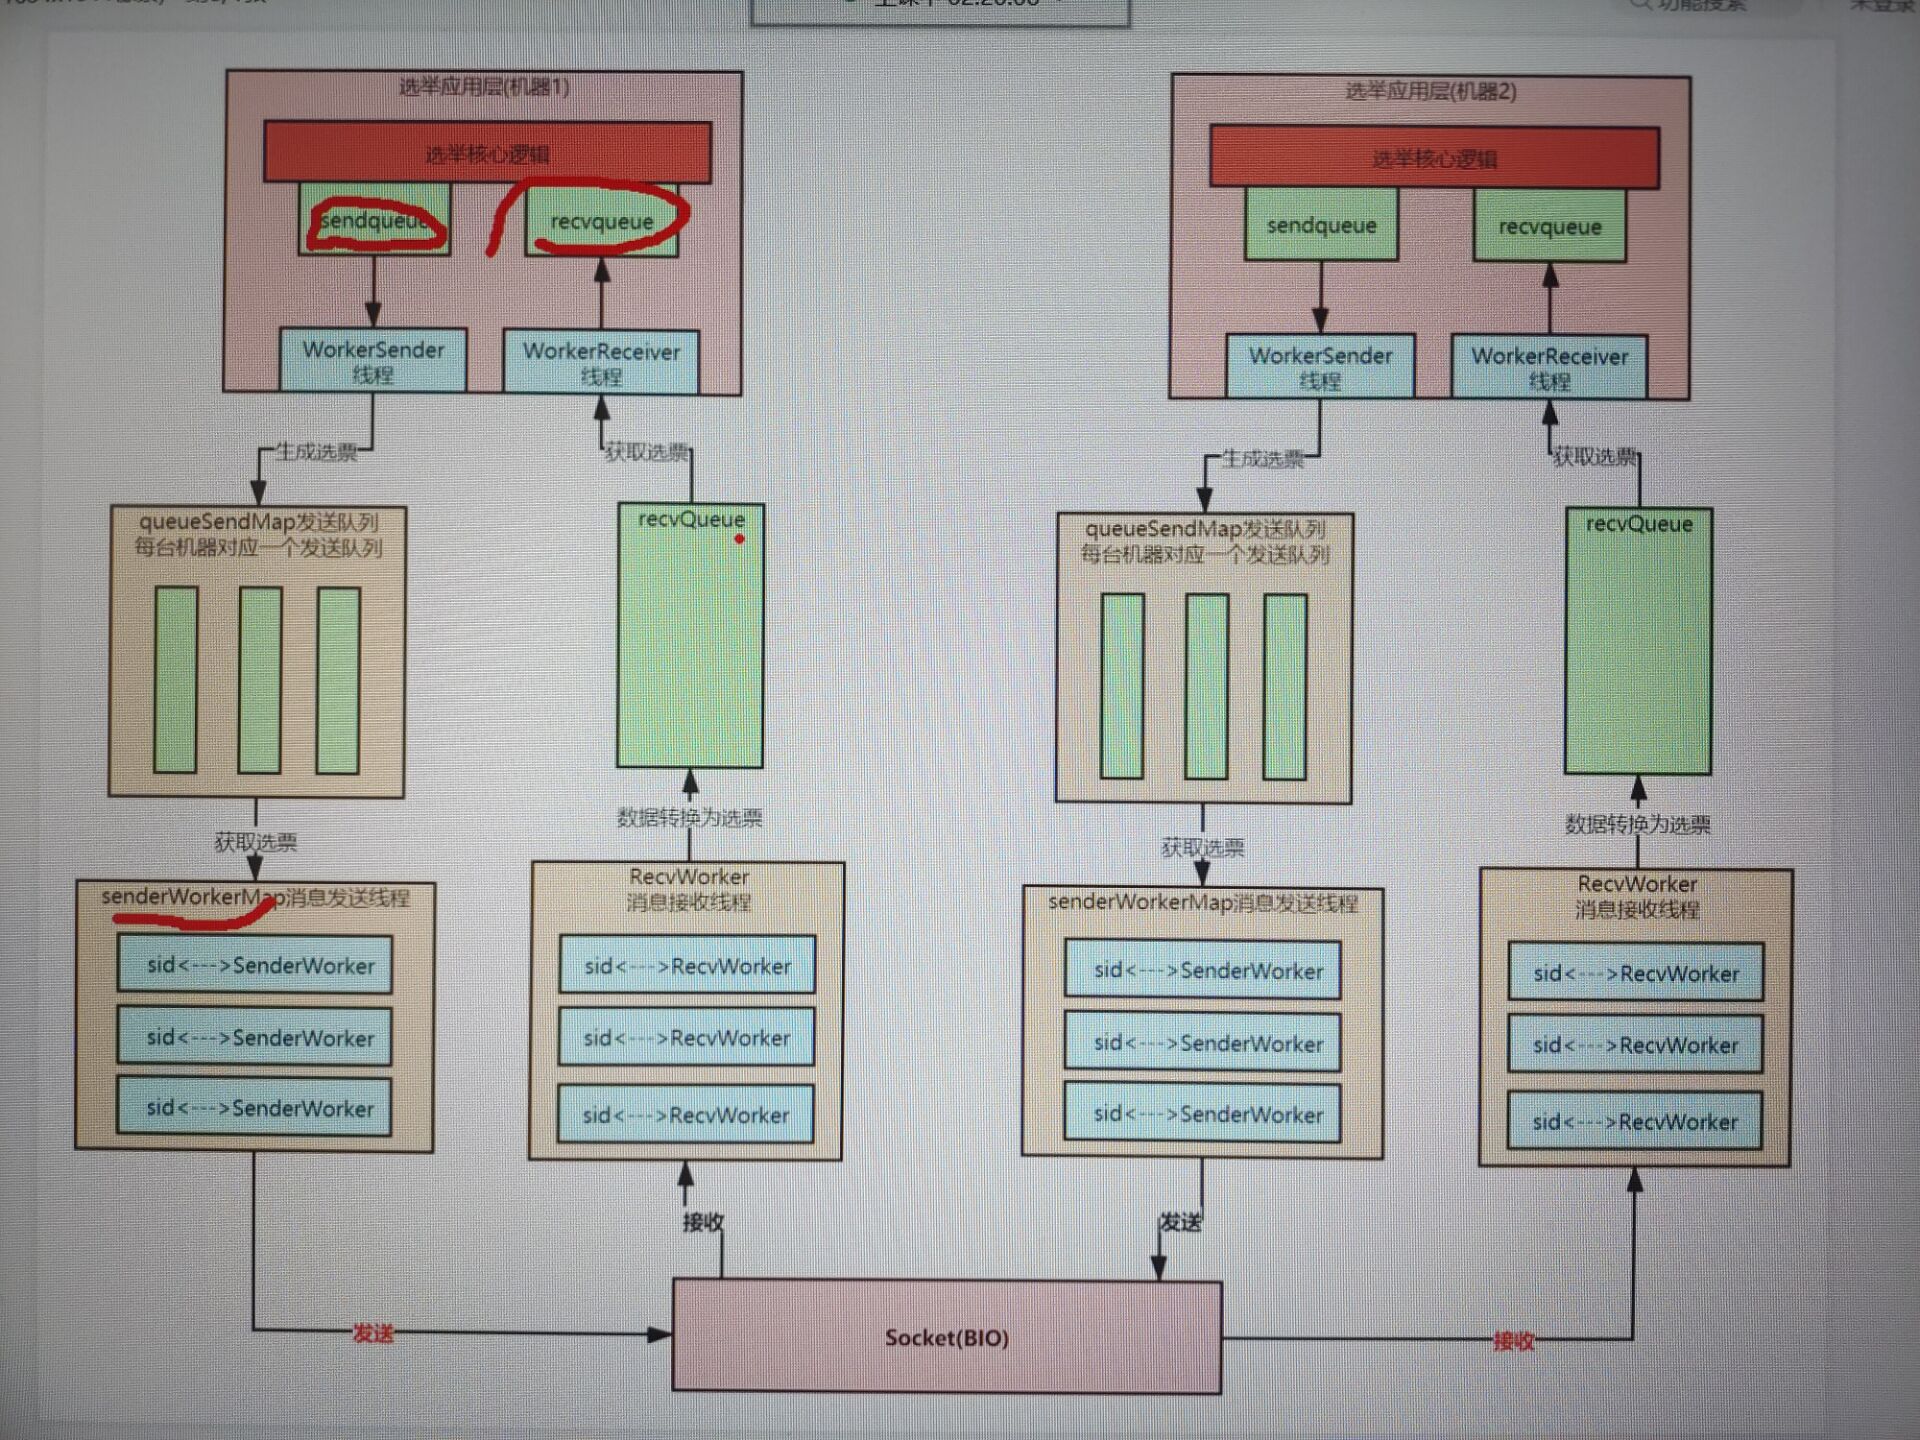 功能搜索
未登录
选举应用层(机器1)
选举核心逻辑
sendqueue
recvqueue
WorkerSender
线程
WorkerReceiver
线程
生成选票
获取选票
queueSendMap发送队列
每台机器对应一个发送队列
recvQueue
获取选票
数据转换为选票
senderWorkerMap消息发送线程
sid<--->SenderWorker
sid<--->SenderWorker
sid<--->SenderWorker
RecvWorker
消息接收线程
sid<--->RecvWorker
sid<--->RecvWorker
sid<--->RecvWorker
发送
接收
选举应用层(机器2)
选举核心逻辑
sendqueue
recvqueue
WorkerSender
线程
WorkerReceiver
线程
生成选票
获取选票
queueSendMap发送队列
每台机器对应一个发送队列
recvQueue
获取选票
数据转换为选票
senderWorkerMap消息发送线程
sid<--->SenderWorker
sid<--->SenderWorker
sid<--->SenderWorker
RecvWorker
消息接收线程
sid<--->RecvWorker
sid<--->RecvWorker
sid<--->RecvWorker
发送
接收
Socket(BIO)